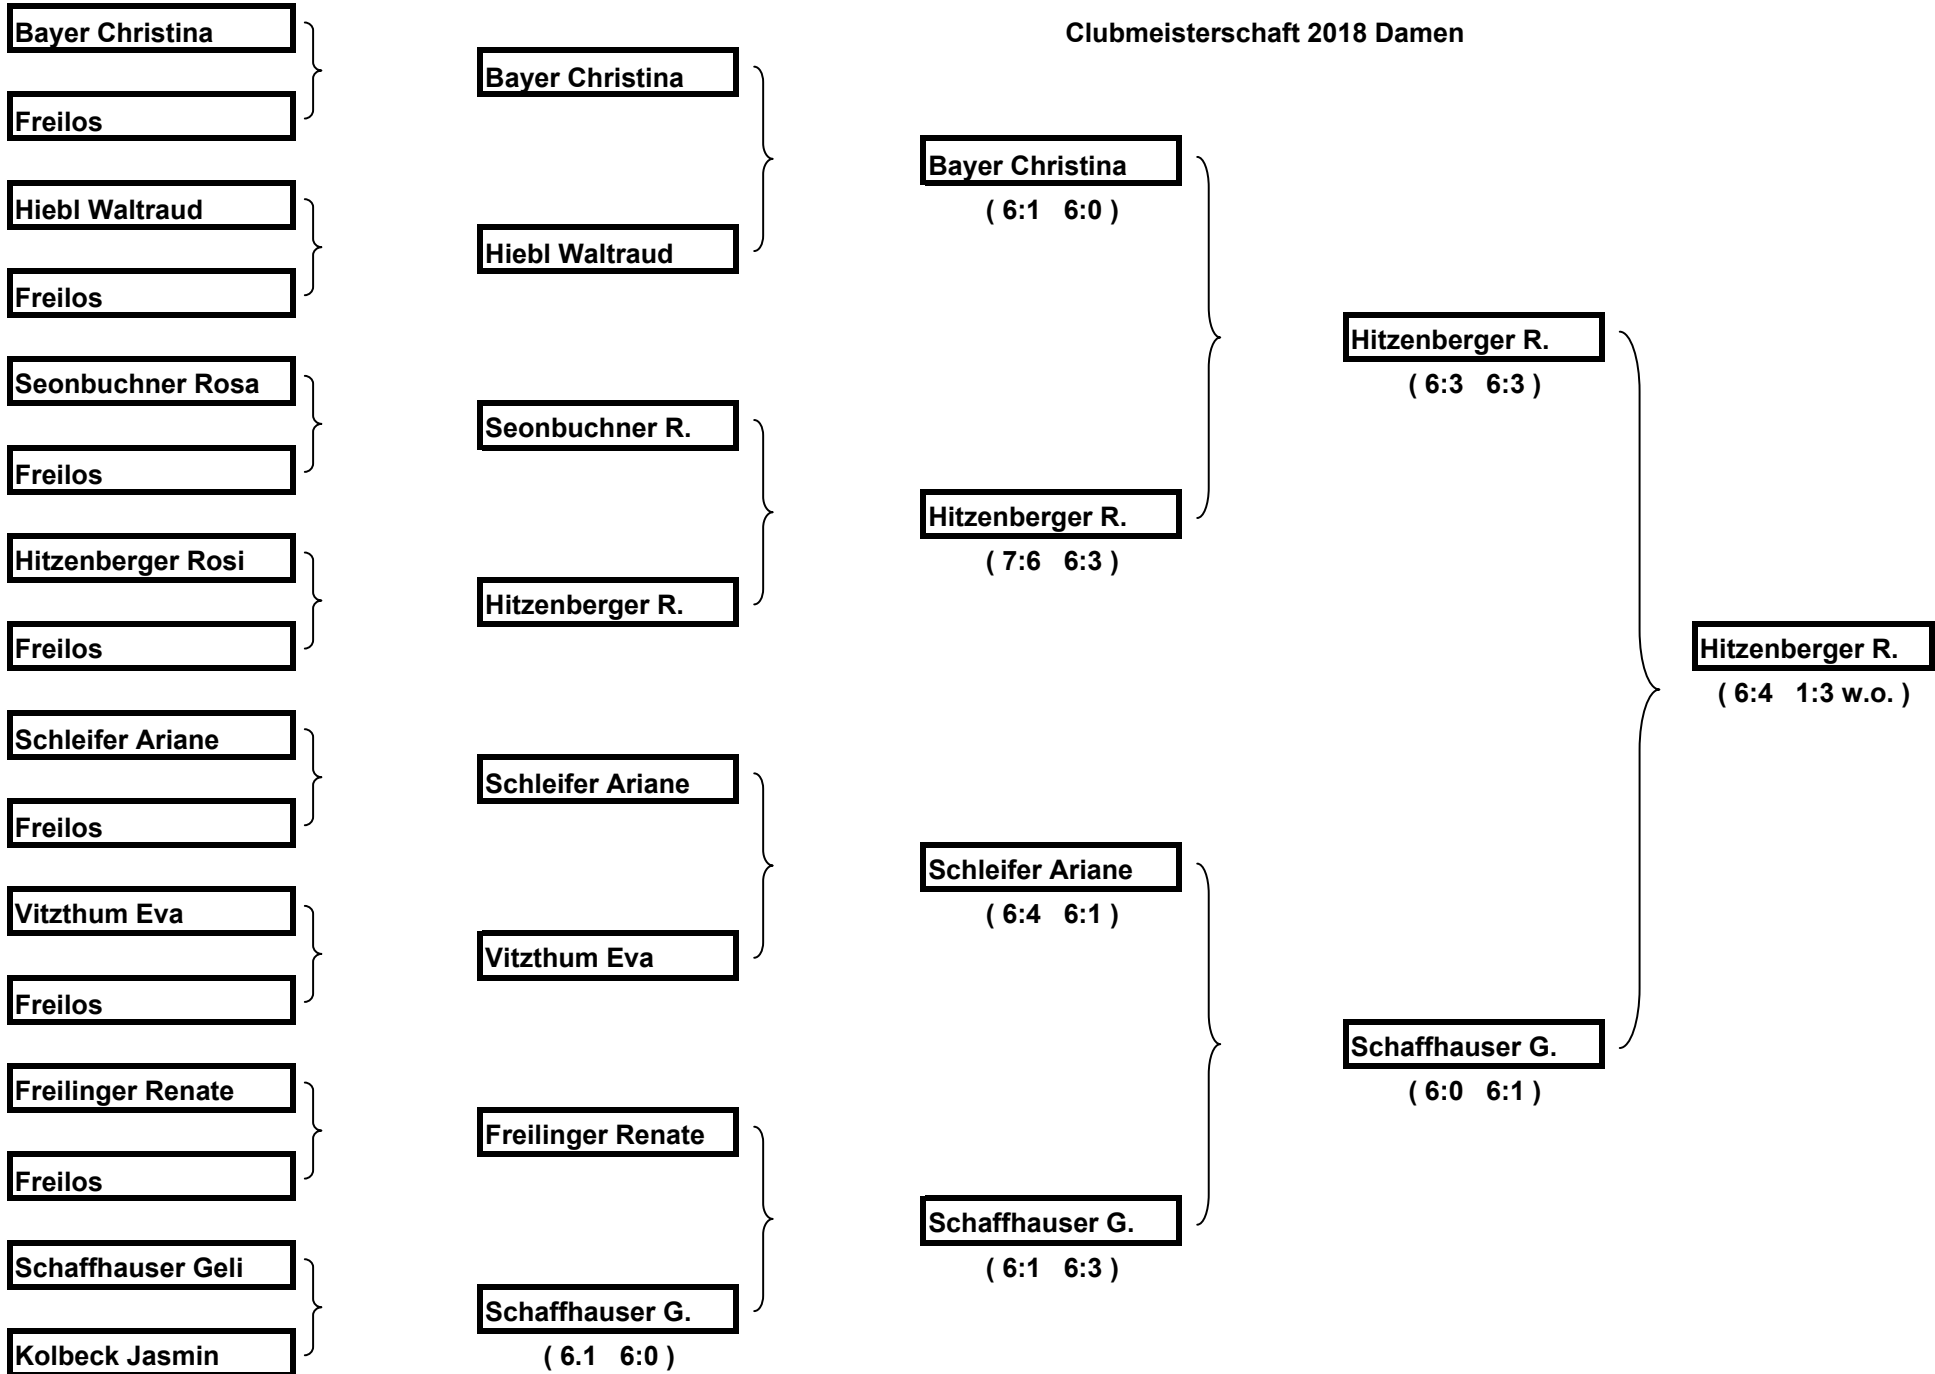 Clubmeisterschaft 2018 Damen
Bayer Christina
Freilos
Hiebl Waltraud
Freilos
Seonbuchner Rosa
Freilos
Hitzenberger Rosi
Freilos
Schleifer Ariane
Freilos
Vitzthum Eva
Freilos
Freilinger Renate
Freilos
Schaffhauser Geli
Kolbeck Jasmin
Bayer Christina
Hiebl Waltraud
Seonbuchner R.
Hitzenberger R.
Schleifer Ariane
Vitzthum Eva
Freilinger Renate
Schaffhauser G.
( 6.1 6:0 )
Bayer Christina
( 6:1 6:0 )
Hitzenberger R.
( 7:6 6:3 )
Schleifer Ariane
( 6:4 6:1 )
Schaffhauser G.
( 6:1 6:3 )
Hitzenberger R.
( 6:3 6:3 )
Schaffhauser G.
( 6:0 6:1 )
Hitzenberger R.
( 6:4 1:3 w.o. )